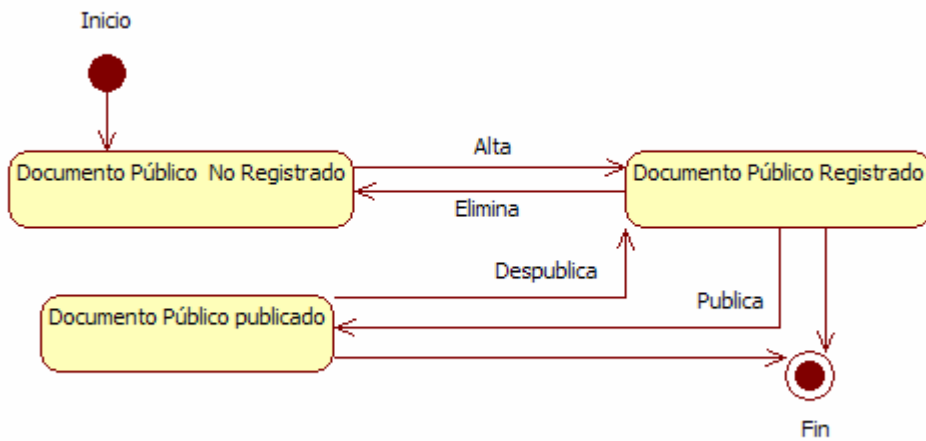 Inicio
Alta
Documento Público  No Registrado
Documento Público Registrado
Elimina
Despublica
Publica
Documento Público publicado
Fin